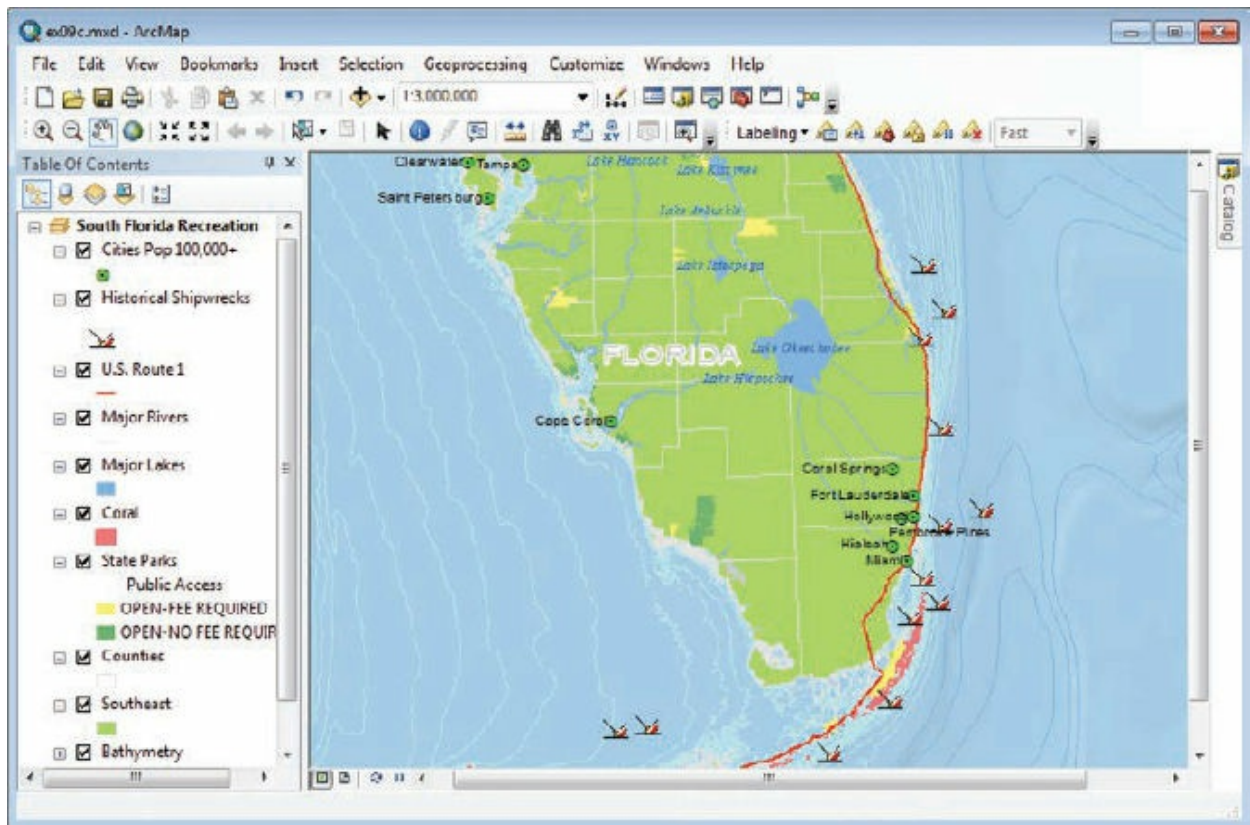 ex09c.mxd - ArcMap
File Edit View Bookmarks Insert Selection Geoprocessing Customize Windows Help
1:3,000,000
Labeling Fast
Table Of Contents
South Florida Recreation
Cities Pop 100,000+
Historical Shipwrecks
U.S. Route 1
Major Rivers
Major Lakes
Coral
State Parks
Public Access
OPEN-FEE REQUIRED
OPEN-NO FEE REQUIR
Counties
Southeast
Bathymetry
Clearwater Tampa
Lake Hancock
Lake Kissimmee
Saint Petersburg
Lake Arbuckle
Lake Istokpoga
FLORIDA
Lake Okeechobee
Lake Hicpochee
Cape Coral
Coral Springs
Fort Lauderdale
Hollywood
Pembroke Pines
Hialeah
Miami
Catalog